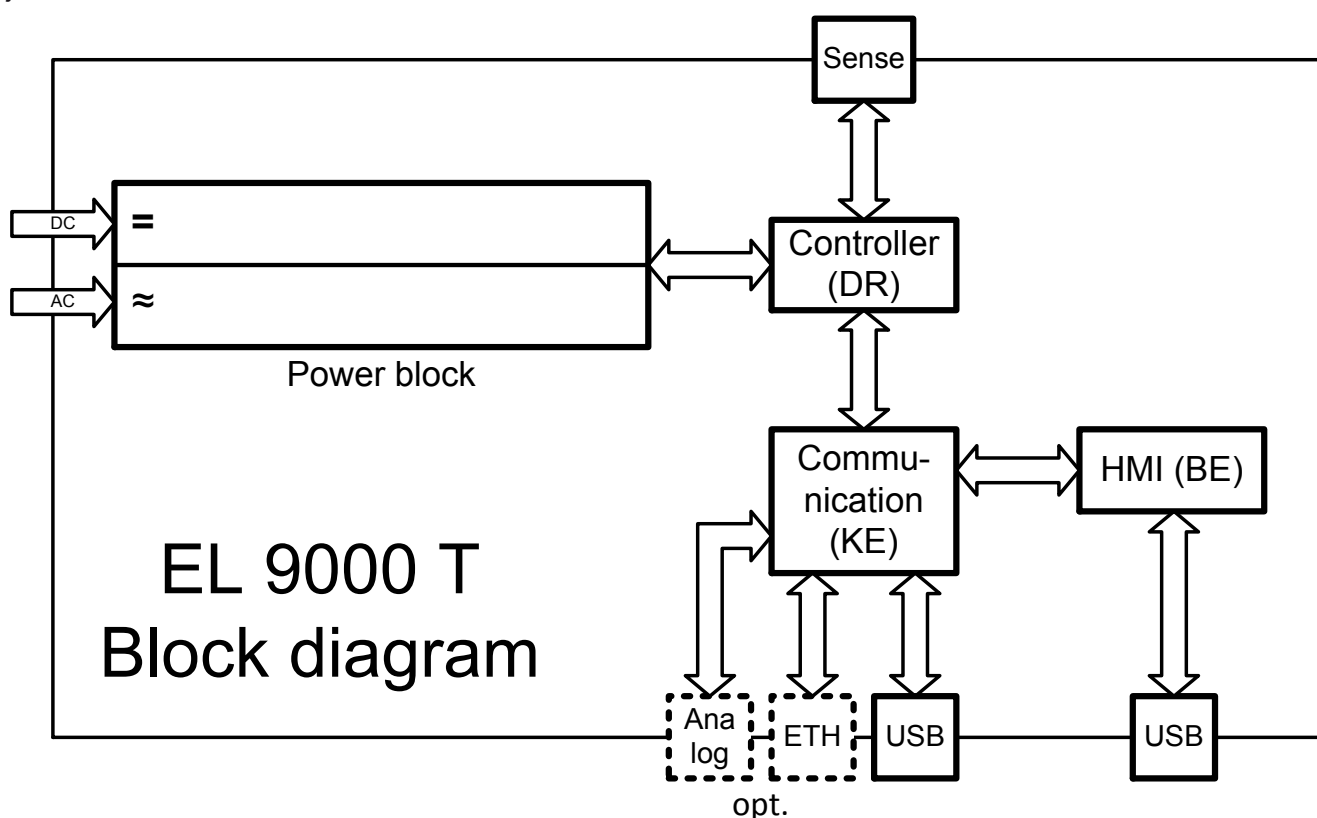 Sense
DC
=
Controller
(DR)
AC
≈
Power block
Commu-
nication
(KE)
HMI (BE)
EL 9000 T
Block diagram
Ana
log
ETH
USB
USB
opt.